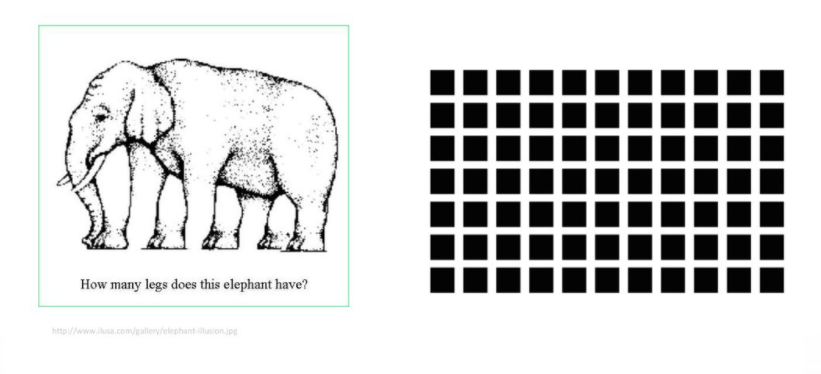 How many legs does this elephant have?
http://www.ilusa.com/gallery/elephant-illusion.jpg